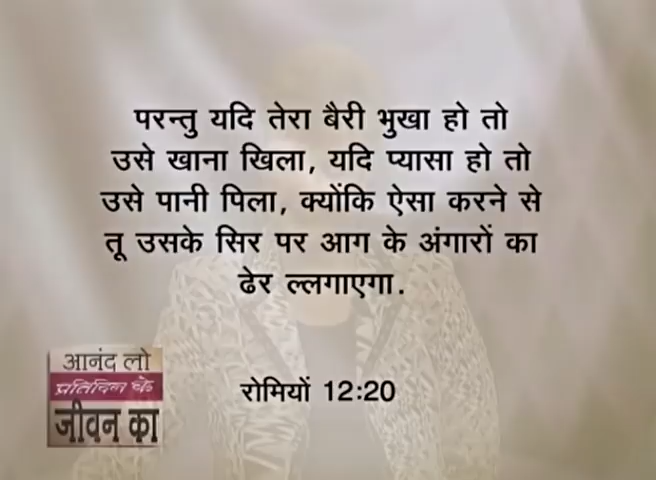 परन्तु यदि तेरा बैरी भुखा हो तो
उसे खाना खिला, यदि प्यासा हो तो
उसे पानी पिला, क्योंकि ऐसा करने से
तू उसके सिर पर आग के अंगारों का
ढेर ल्लगाएगा.
रोमियों 12:20
आनंद लो
प्रतिदिन के
जीवन का